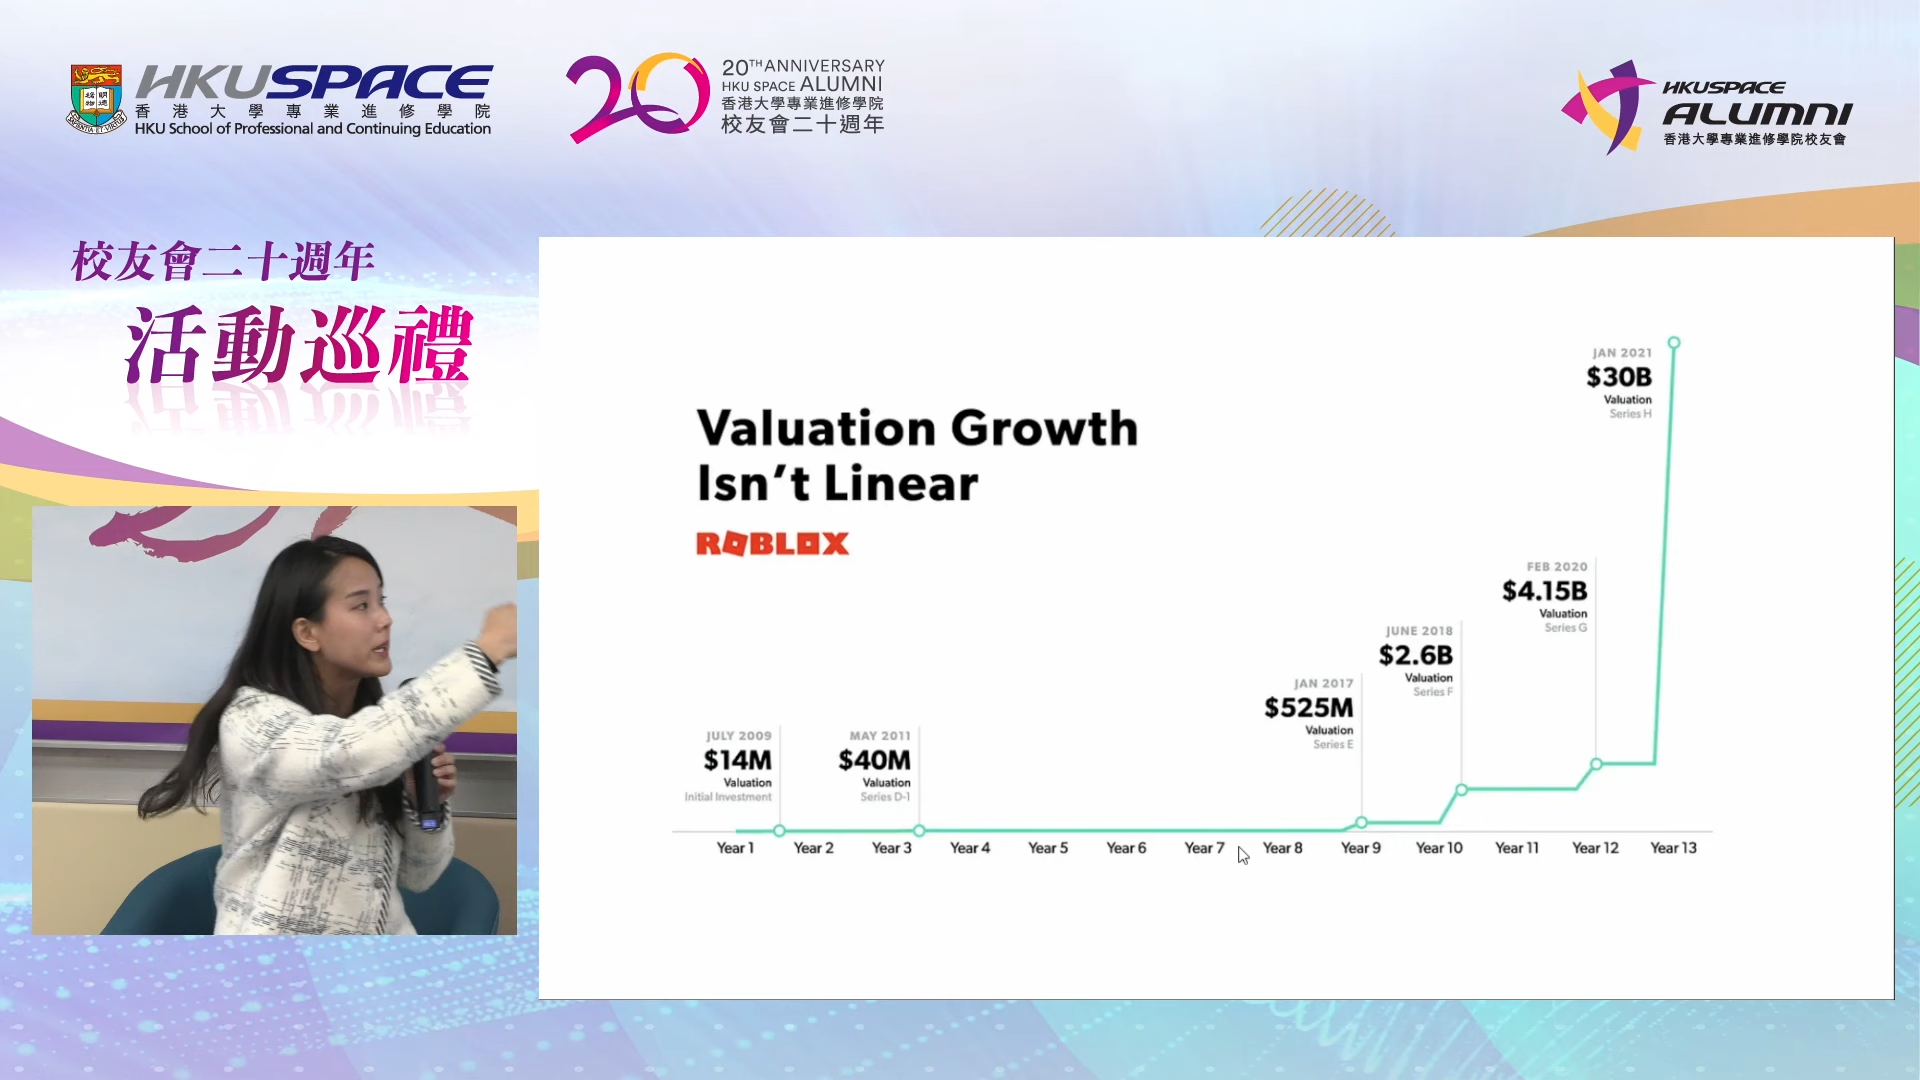 HKUSPACE
香港大學專業進修學院
HKU School of Professional and Continuing Education
20
20TH ANNIVERSARY
HKU SPACE ALUMNI
香港大學專業進修學院
校友會二十週年
HKUSPACE
ALUMNI
香港大學專業進修學院校友會
校友會二十週年
活動巡禮
Valuation Growth
Isn't Linear
ROBLOX
JULY 2009
$14M
Valuation
Initial Investment
MAY 2011
$40M
Valuation
Series D-1
JAN 2017
$525M
Valuation
Series E
JUNE 2018
$2.6B
Valuation
Series F
FEB 2020
$4.15B
Valuation
Series G
JAN 2021
$30B
Valuation
Series H
Year 1 Year 2 Year 3 Year 4 Year 5 Year 6 Year 7 Year 8 Year 9 Year 10 Year 11 Year 12 Year 13